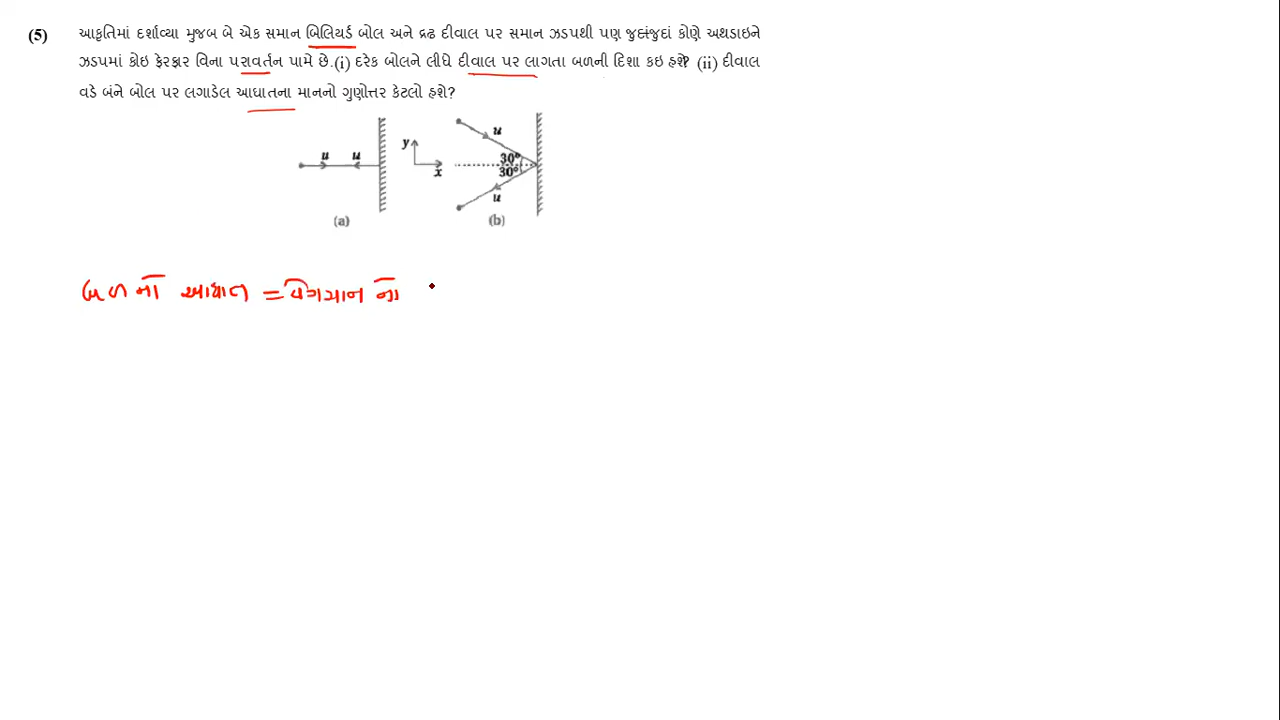 (5) આકૃતિમાં દર્શાવ્યા મુજબ બે એક સમાન બિલિયર્ડ બોલ અને દ્રઢ દીવાલ પર સમાન ઝડપથી પણ જુદાંજુદાં કોણે અથડાઇને
ઝડપમાં કોઇ ફેરફાર વિના પરાવર્તન પામે છે.(i) દરેક બોલને લીધે દીવાલ પર લાગતા બળની દિશા કઇ હશે? (ii) દીવાલ
વડે બંને બોલ પર લગાડેલ આઘાતના માનનો ગુણોત્તર કેટલો હશે?
u u
y
x
u
30°
30°
u
(a) (b)
બળ નો આઘાત = વેગમાન નો